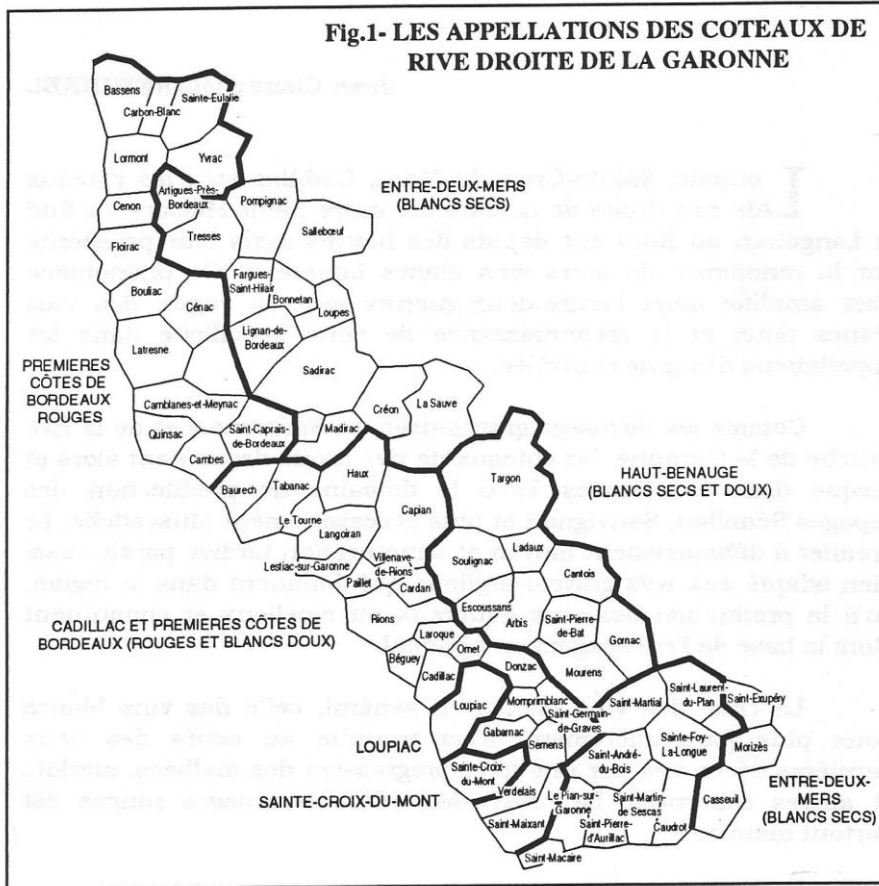 Fig.1- LES APPELLATIONS DES COTEAUX DE
RIVE DROITE DE LA GARONNE
Bassens
Sainte-Eulalie
Carbon-Blanc
Lormont
Yvrac
Artigues-Près-
Bordeaux
Cenon
Pompignac
ENTRE-DEUX-MERS
(BLANCS SECS)
Tresses
Salleboeuf
Floirac
Fargues-
Saint-Hilair
Bouliac
Bonnetan
Cénac
Loupes
Lignan-de-
Bordeaux
Latresne
Sadirac
PREMIERES
CÔTES DE
BORDEAUX
ROUGES
Camblanes-et-Meynac
Créon
La Sauve
Quinsac
Saint-Caprais-
de-Bordeaux
Madirac
Cambes
Haux
Targon
HAUT-BENAUGE
(BLANCS SECS ET DOUX)
Baurech
Tabanac
Capian
Le Tourne
Langoiran
Ladaux
Villenave-
de-Rions
Soulignac
Lestiac-sur-Garonne
Cantois
Paillet
Cardan
Escoussans
Arbis
Saint-Pierre-
de-Bat
CADILLAC ET PREMIERES CÔTES DE
BORDEAUX (ROUGES ET BLANCS DOUX)
Rions
Laroque
Omet
Gornac
Béguey
Cadillac
Donzac
Mourens
Loupiac
Momprimblanc
Saint-Martial
Saint-Laurent-
du-Plan
Saint-Exupéry
Saint-Germain-
de-Graves
LOUPIAC
Gabarnac
Semens
Saint-André-
du-Bois
Sainte-Foy-
La-Longue
Morizès
Sainte-Croix-
du-Mont
SAINTE-CROIX-DU-MONT
Verdelais
Le Pian-sur-
Garonne
Saint-Martin-
de-Sescas
Casseuil
ENTRE-DEUX-
MERS
(BLANCS SECS)
Saint-Maixant
Saint-Pierre-
d'Aurillac
Caudrot
Saint-Macaire